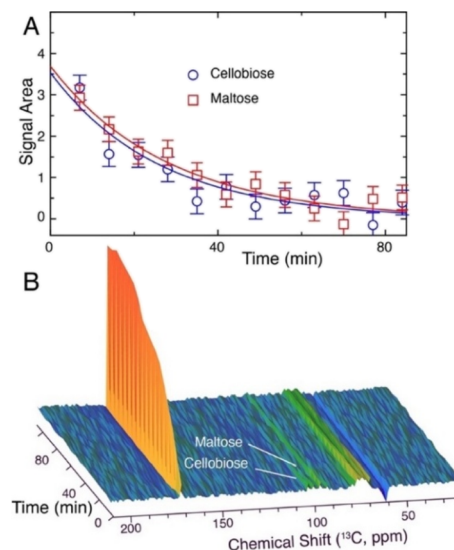 A
4
3
2
1
0
Signal Area
Cellobiose
Maltose
0
40
80
Time (min)
B
Maltose
Cellobiose
80
40
0
Time (min)
200
150
100
50
Chemical Shift (¹³C, ppm)